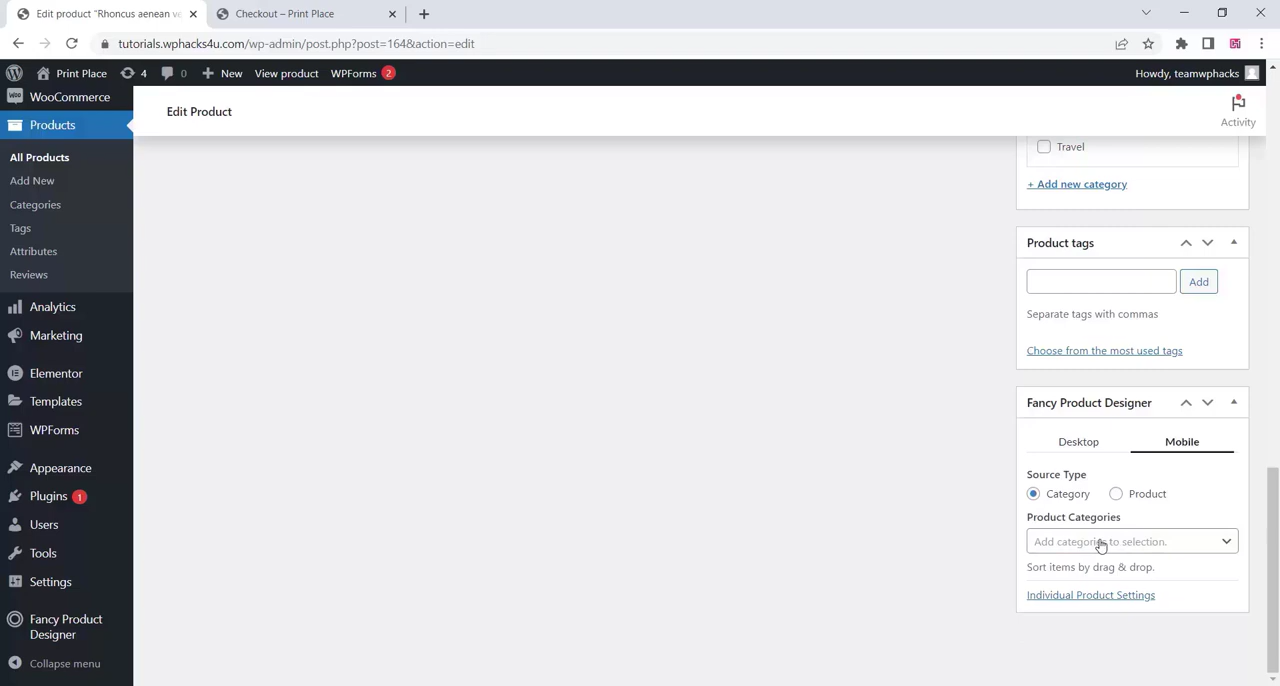 Edit product "Rhoncus aenean v
Checkout – Print Place
tutorials.wphacks4u.com/wp-admin/post.php?post=164&action=edit
Print Place
4
0
New
View product
WPForms
2
Howdy, teamwphacks
WooCommerce
Products
All Products
Add New
Categories
Tags
Attributes
Reviews
Analytics
Marketing
Elementor
Templates
WPForms
Appearance
Plugins
1
Users
Tools
Settings
Fancy Product
Designer
Collapse menu
Edit Product
Activity
Travel
+ Add new category
Product tags
Add
Separate tags with commas
Choose from the most used tags
Fancy Product Designer
Desktop
Mobile
Source Type
Category
Product
Product Categories
Add categories to selection.
Sort items by drag & drop.
Individual Product Settings